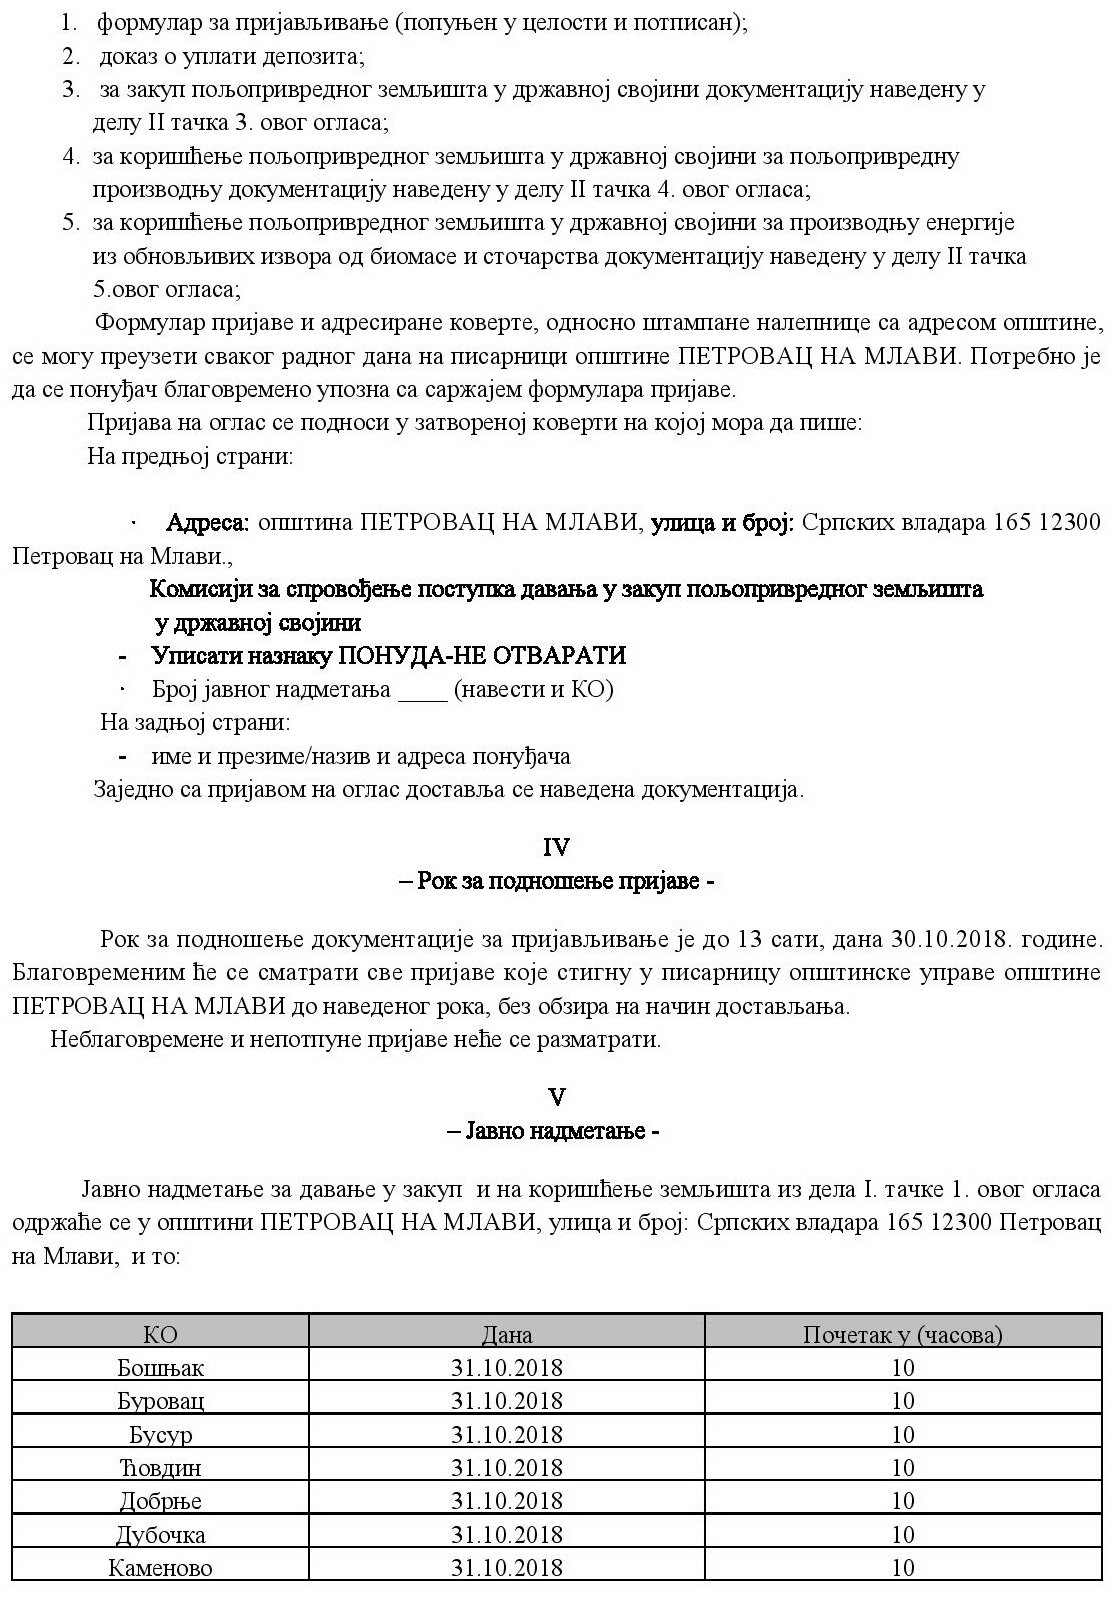 1. формулар за пријављивање (попуњен у целости и потписан);
2. доказ о уплати депозита;
3. за закуп пољопривредног земљишта у државној својини документацију наведену у
делу II тачка 3. овог огласа;
4. за коришћење пољопривредног земљишта у државној својини за пољопривредну
производњу документацију наведену у делу II тачка 4. овог огласа;
5. за коришћење пољопривредног земљишта у државној својини за производњу енергије
из обновљивих извора од биомасе и сточарства документацију наведену у делу II тачка
5.овог огласа;
Формулар пријаве и адресиране коверте, односно штампане налепнице са адресом општине,
се могу преузети сваког радног дана на писарници општине ПЕТРОВАЦ НА МЛАВИ. Потребно је
да се понуђач благовремено упозна са саржајем формулара пријаве.
Пријава на оглас се подноси у затвореној коверти на којој мора да пише:
На предњој страни:
· Адреса: општина ПЕТРОВАЦ НА МЛАВИ, улица и број: Српских владара 165 12300
Петровац на Млави.,
Комисији за спровођење поступка давања у закуп пољопривредног земљишта
у државној својини
- Уписати назнаку ПОНУДА-НЕ ОТВАРАТИ
· Број јавног надметања ____ (навести и КО)
На задњој страни:
- име и презиме/назив и адреса понуђача
Заједно са пријавом на оглас доставља се наведена документација.
IV
– Рок за подношење пријаве -
Рок за подношење документације за пријављивање је до 13 сати, дана 30.10.2018. године.
Благовременим ће се сматрати све пријаве које стигну у писарницу општинске управе општине
ПЕТРОВАЦ НА МЛАВИ до наведеног рока, без обзира на начин достављања.
Неблаговремене и непотпуне пријаве неће се разматрати.
V
– Јавно надметање -
Јавно надметање за давање у закуп и на коришћење земљишта из дела I. тачке 1. овог огласа
одржаће се у општини ПЕТРОВАЦ НА МЛАВИ, улица и број: Српских владара 165 12300 Петровац
на Млави, и то:
КО Дана Почетак у (часова)
Бошњак 31.10.2018 10
Буровац 31.10.2018 10
Бусур 31.10.2018 10
Ћовдин 31.10.2018 10
Добрње 31.10.2018 10
Дубочка 31.10.2018 10
Каменово 31.10.2018 10